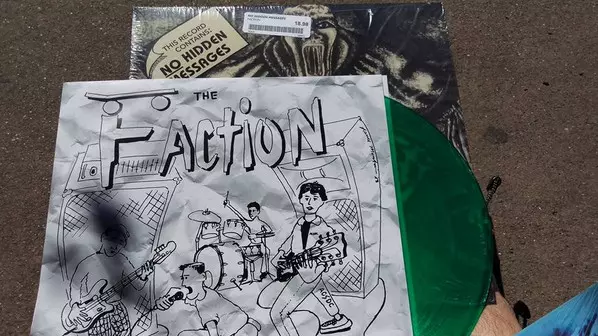 NO HIDDEN MESSAGES
18.98
THIS RECORD
CONTAINS:
NO HIDDEN
MESSAGES
THE
FACTION